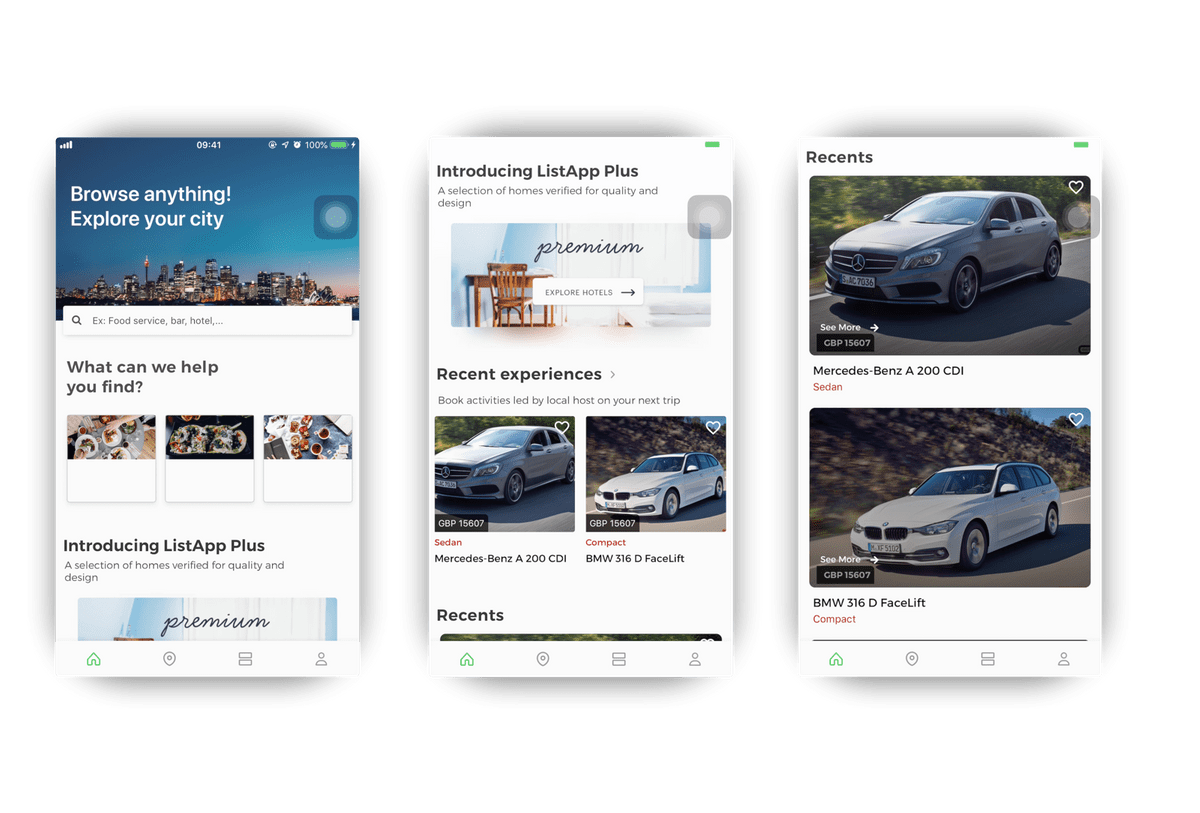 09:41
100%
Browse anything!
Explore your city
Ex: Food service, bar, hotel,...
What can we help
you find?
Introducing ListApp Plus
A selection of homes verified for quality and
design
premium
Introducing ListApp Plus
A selection of homes verified for quality and
design
premium
EXPLORE HOTELS
Recent experiences
Book activities led by local host on your next trip
GBP 15607
Sedan
Mercedes-Benz A 200 CDI
GBP 15607
Compact
BMW 316 D FaceLift
Recents
Recents
S AC 7036
See More
GBP 15607
Mercedes-Benz A 200 CDI
Sedan
See More
GBP 15607
BMW 316 D FaceLift
Compact